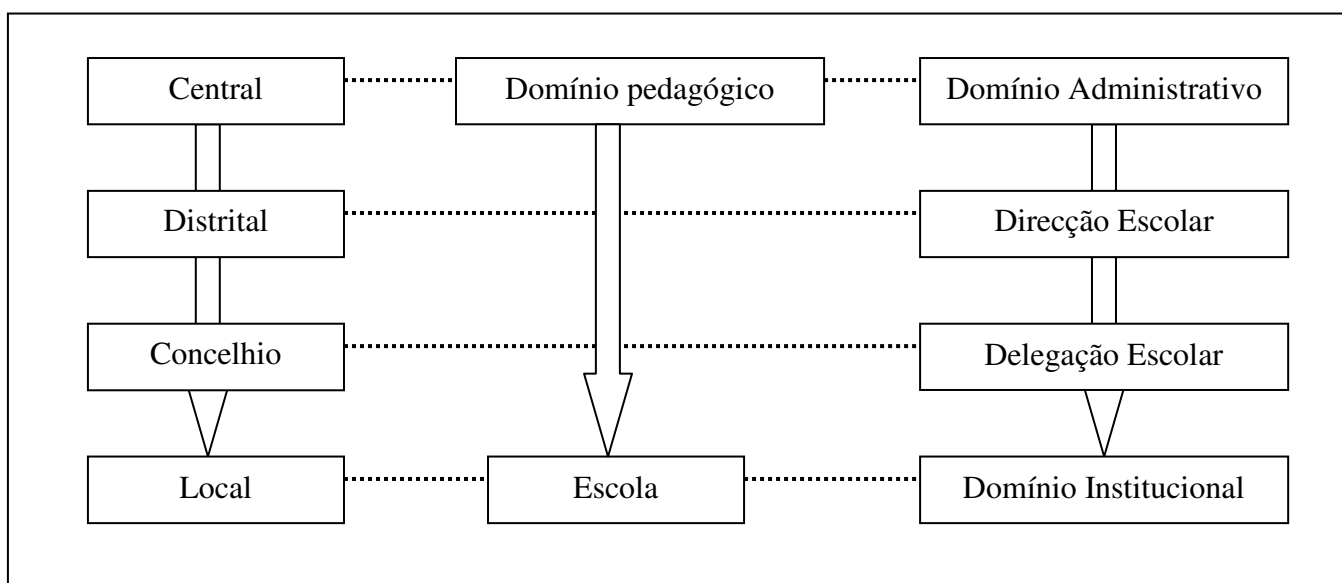 Central
Domínio pedagógico
Domínio Administrativo
Distrital
Direcção Escolar
Concelhio
Delegação Escolar
Local
Escola
Domínio Institucional